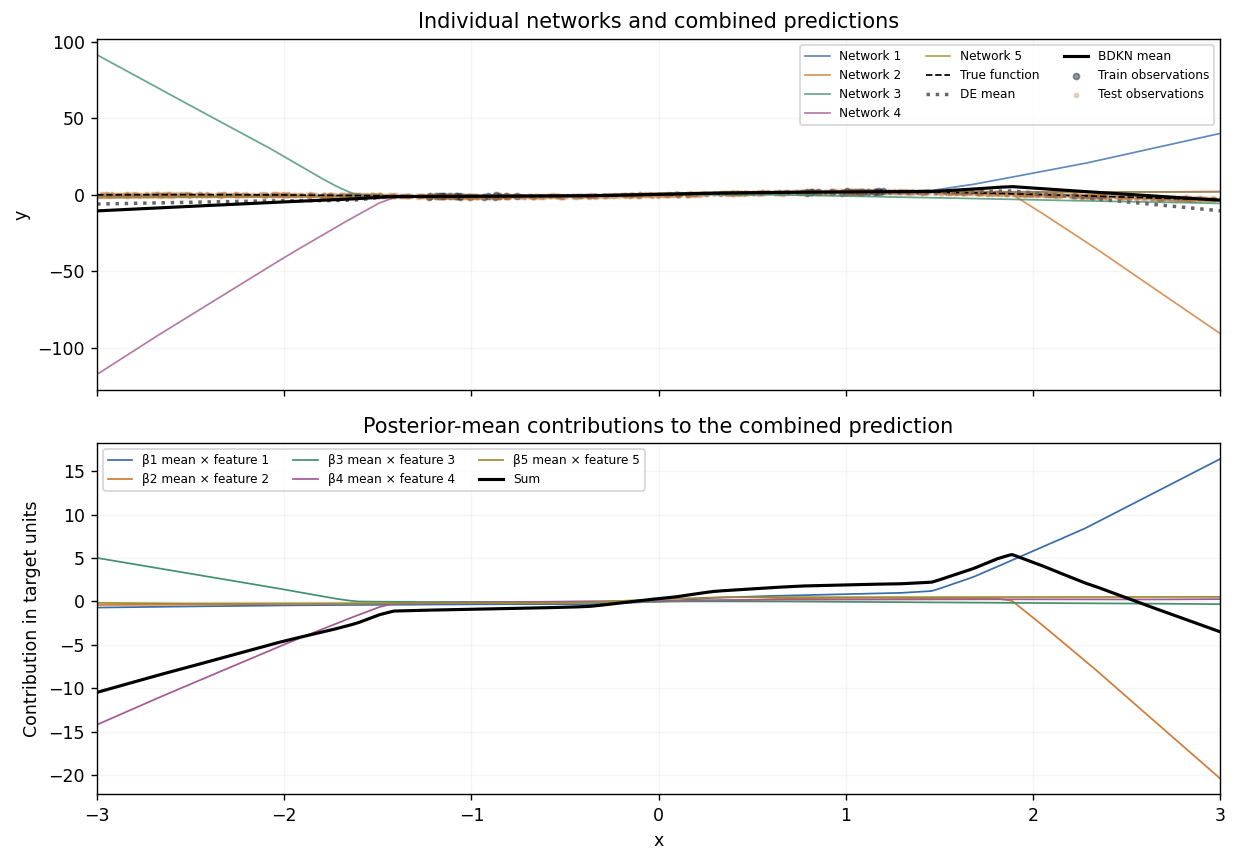 Individual networks and combined predictions
100
50
0
−50
−100
y
Network 1
Network 2
Network 3
Network 4
Network 5
True function
DE mean
BDKN mean
Train observations
Test observations
Posterior-mean contributions to the combined prediction
15
10
5
0
−5
−10
−15
−20
Contribution in target units
β1 mean × feature 1
β2 mean × feature 2
β3 mean × feature 3
β4 mean × feature 4
β5 mean × feature 5
Sum
−3
−2
−1
0
1
2
3
x